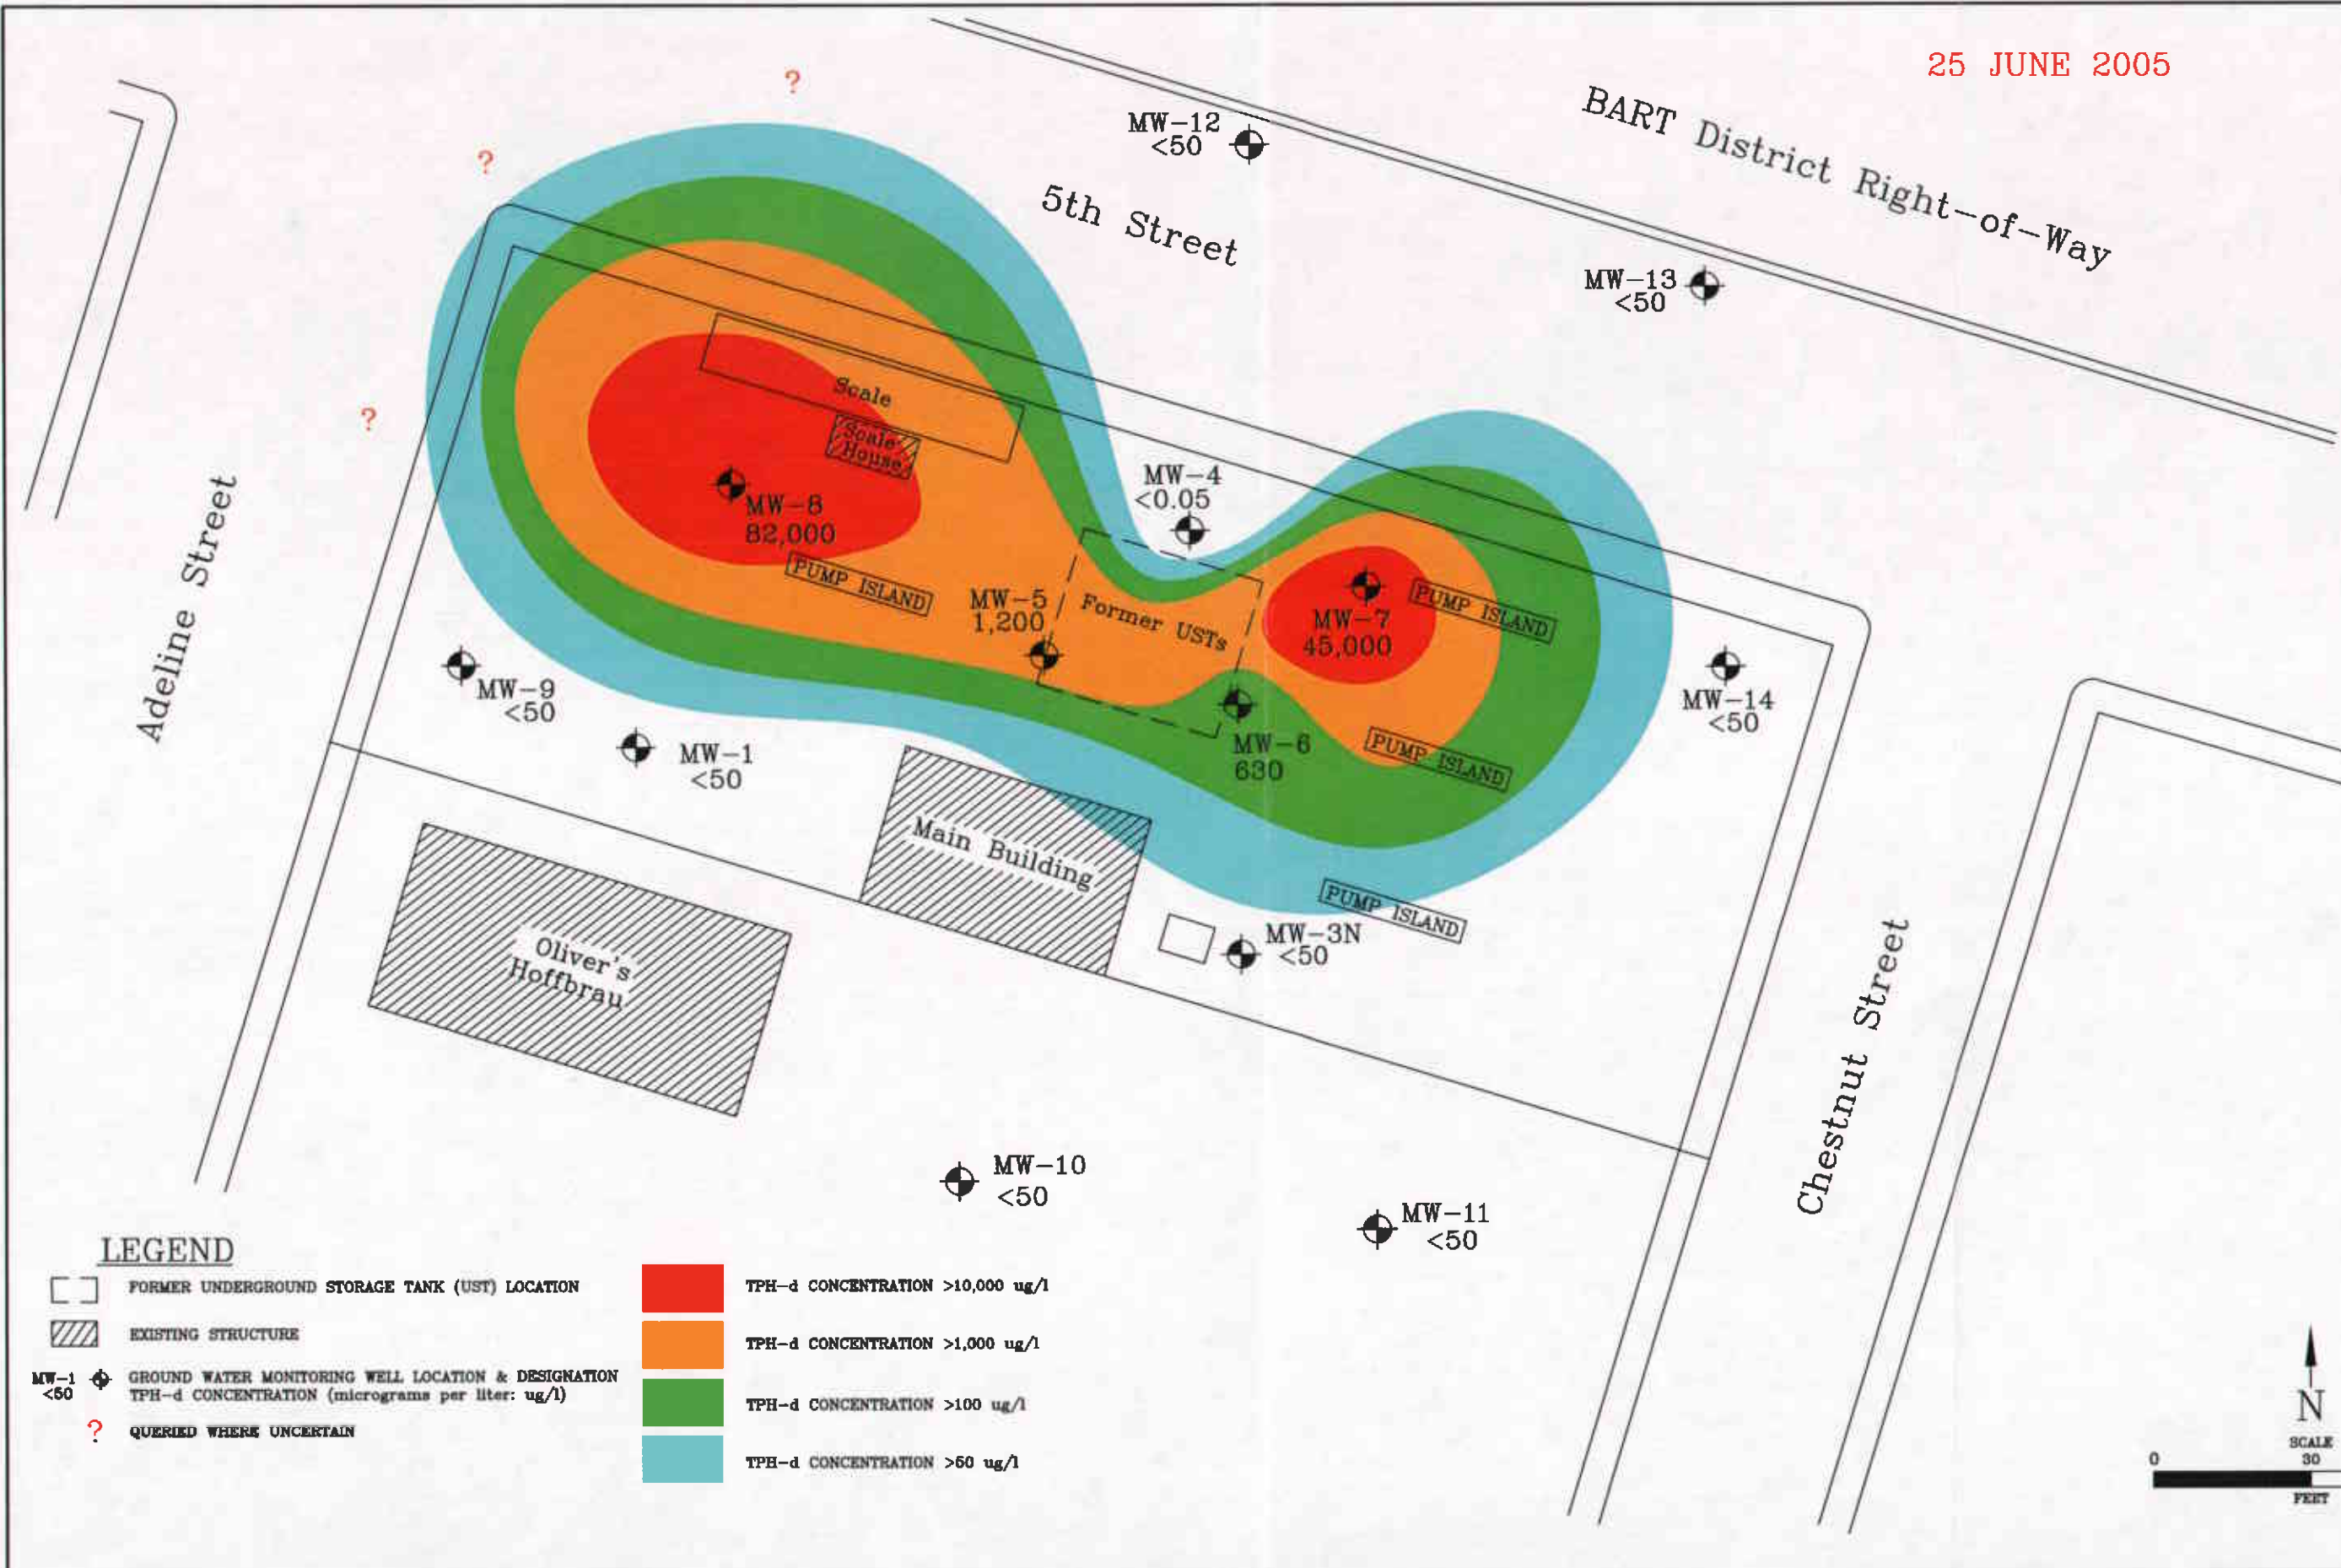 25 JUNE 2005
BART District Right-of-Way
5th Street
MW-12
<50
MW-13
<50
?
?
?
Scale
Scale
House
MW-8
82,000
PUMP ISLAND
MW-4
<0.05
MW-5
1,200
Former USTs
MW-7
45,000
PUMP ISLAND
MW-6
630
PUMP ISLAND
PUMP ISLAND
MW-14
<50
Adeline Street
MW-9
<50
MW-1
<50
Main Building
Oliver's
Hoffbrau
MW-3N
<50
Chestnut Street
MW-10
<50
MW-11
<50
LEGEND
FORMER UNDERGROUND STORAGE TANK (UST) LOCATION
EXISTING STRUCTURE
MW-1
<50
GROUND WATER MONITORING WELL LOCATION & DESIGNATION
TPH-d CONCENTRATION (micrograms per liter: ug/l)
?
QUERIED WHERE UNCERTAIN
TPH-d CONCENTRATION >10,000 ug/l
TPH-d CONCENTRATION >1,000 ug/l
TPH-d CONCENTRATION >100 ug/l
TPH-d CONCENTRATION >50 ug/l
N
SCALE
0 30
FEET